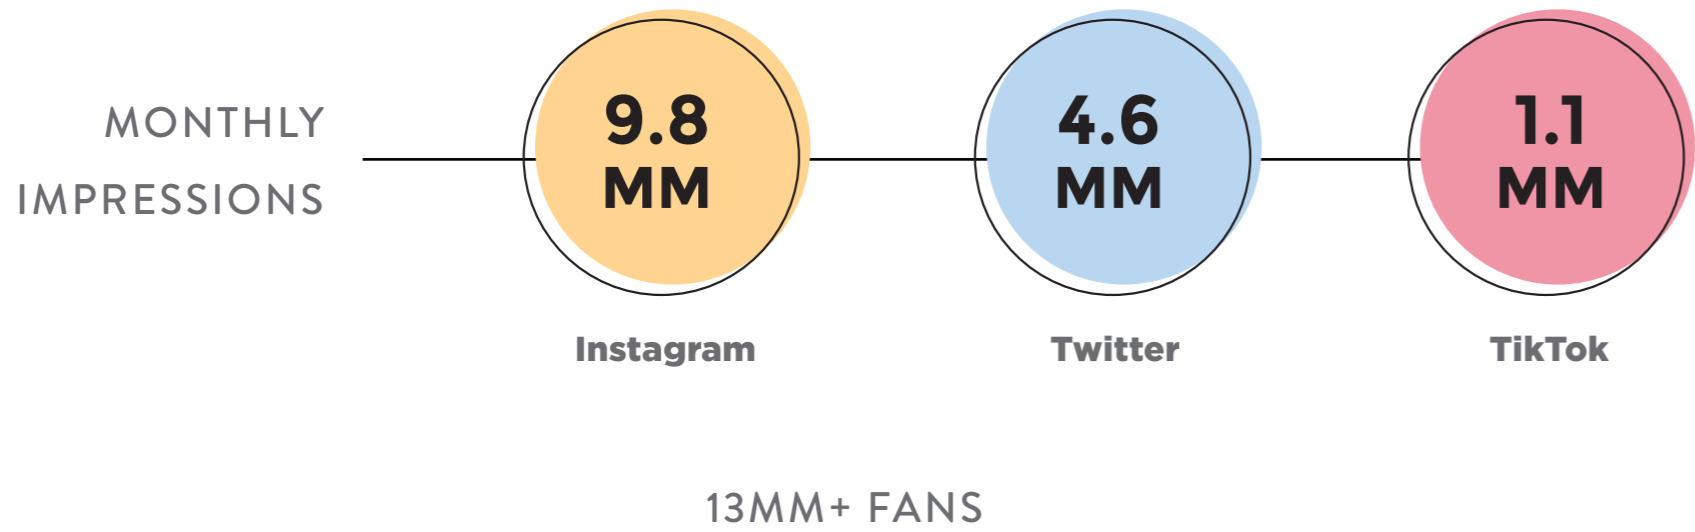 MONTHLY
IMPRESSIONS
9.8
MM
4.6
MM
1.1
MM
Instagram
Twitter
TikTok
13MM+ FANS